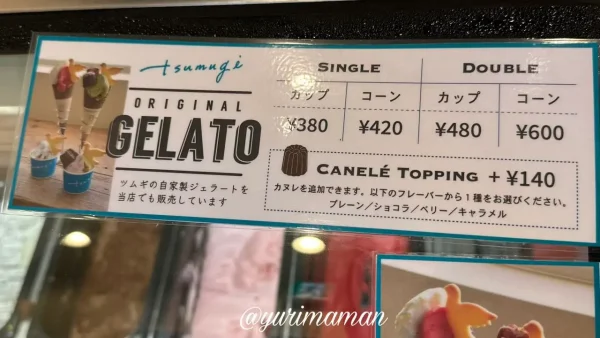 tsumugi
ORIGINAL
GELATO
ツムギの自家製ジェラートを
当店でも販売しています
SINGLE DOUBLE
カップ コーン カップ コーン
¥380 ¥420 ¥480 ¥600
CANELÉ TOPPING + ¥140
カヌレを追加できます。以下のフレーバーから1種をお選びください。
プレーン／ショコラ／ベリー／キャラメル
@yurimaman